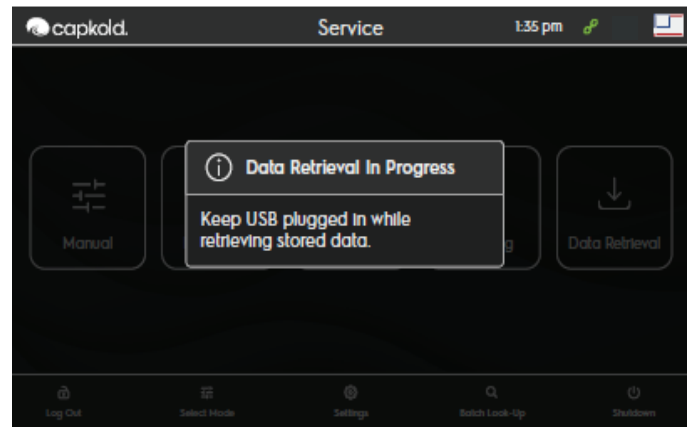 capkold.
Service
1:35 pm
Data Retrieval In Progress
Keep USB plugged in while
retrieving stored data.
Manual
g
Data Retrieval
Log Out
Select Mode
Settings
Batch Look-Up
Shutdown